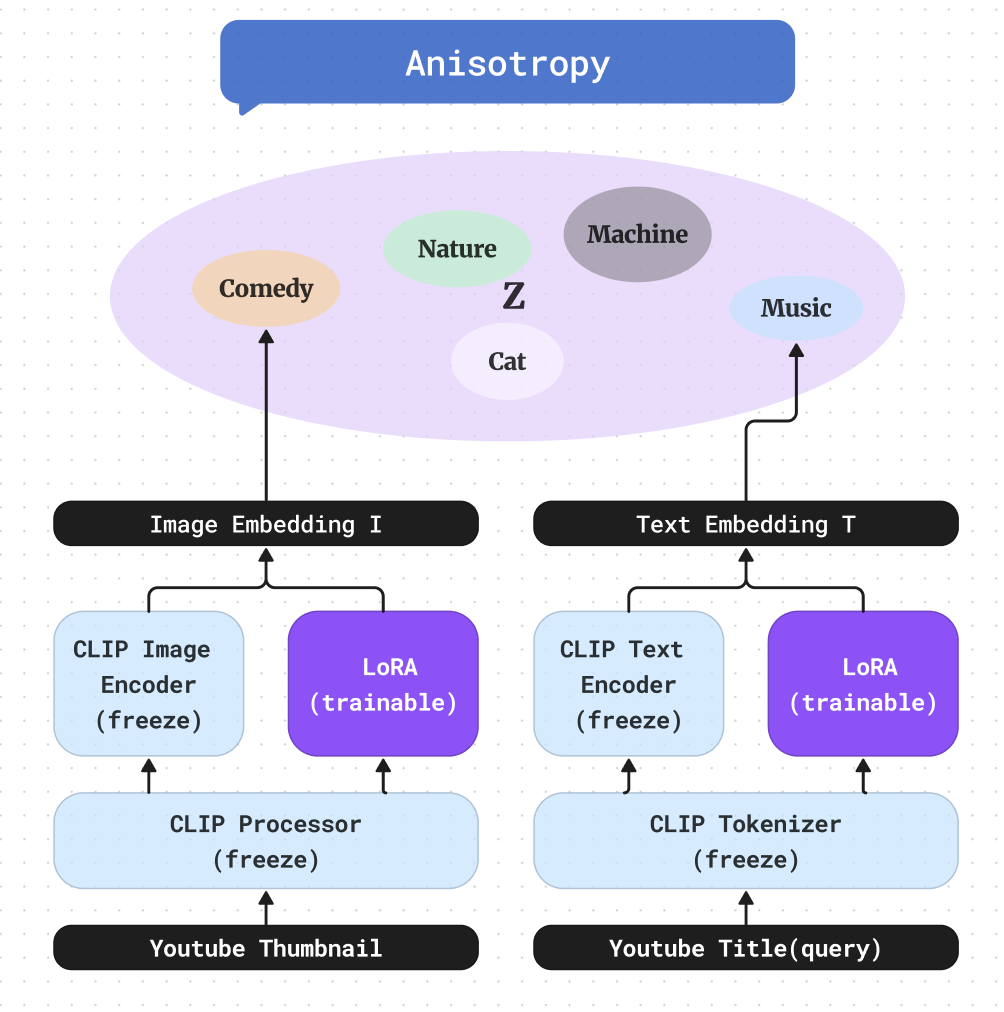 Anisotropy
Nature
Machine
Comedy
Z
Music
Cat
Image Embedding I
Text Embedding T
CLIP Image
Encoder
(freeze)
LoRA
(trainable)
CLIP Text
Encoder
(freeze)
LoRA
(trainable)
CLIP Processor
(freeze)
CLIP Tokenizer
(freeze)
Youtube Thumbnail
Youtube Title(query)